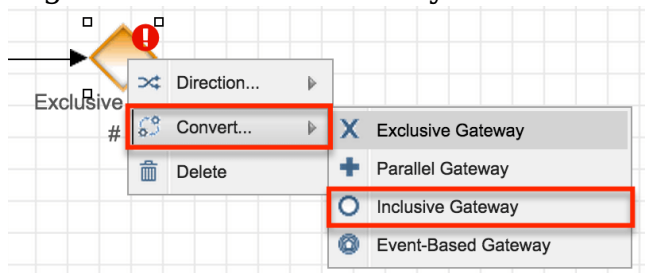 Exclusive
#
Direction...
Convert...
Delete
Exclusive Gateway
Parallel Gateway
Inclusive Gateway
Event-Based Gateway